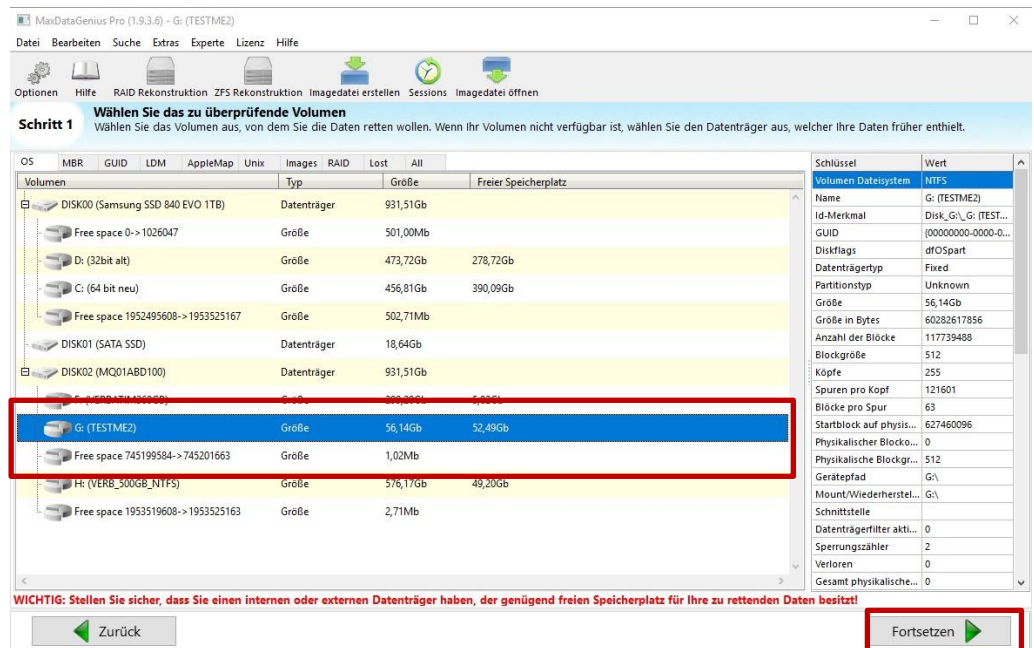 MaxDataGenius Pro (1.9.3.6) - G: (TESTME2)
Datei Bearbeiten Suche Extras Experte Lizenz Hilfe
Optionen Hilfe RAID Rekonstruktion ZFS Rekonstruktion Imagedatei erstellen Sessions Imagedatei öffnen
Schritt 1
Wählen Sie das zu überprüfende Volumen
Wählen Sie das Volumen aus, von dem Sie die Daten retten wollen. Wenn Ihr Volumen nicht verfügbar ist, wählen Sie den Datenträger aus, welcher Ihre Daten früher enthielt.
OS MBR GUID LDM AppleMap Unix Images RAID Lost All
Volumen Typ Größe Freier Speicherplatz
DISK00 (Samsung SSD 840 EVO 1TB) Datenträger 931,51Gb
Free space 0->1026047 Größe 501,00Mb
D: (32bit alt) Größe 473,72Gb 278,72Gb
C: (64 bit neu) Größe 456,81Gb 390,09Gb
Free space 1952495608->1953525167 Größe 502,71Mb
DISK01 (SATA SSD) Datenträger 18,64Gb
DISK02 (MQ01ABD100) Datenträger 931,51Gb
G: (TESTME2) Größe 56,14Gb 52,49Gb
Free space 745199584->745201663 Größe 1,02Mb
H: (VERB_500GB_NTFS) Größe 576,17Gb 49,20Gb
Free space 1953519608->1953525163 Größe 2,71Mb
Schlüssel Wert
Volumen Dateisystem NTFS
Name G: (TESTME2)
Id-Merkmal Disk_G:\_G: (TEST...
GUID {00000000-0000-0...
Diskflags dfOSpart
Datenträgertyp Fixed
Partitionstyp Unknown
Größe 56,14Gb
Größe in Bytes 60282617856
Anzahl der Blöcke 117739488
Blockgröße 512
Köpfe 255
Spuren pro Kopf 121601
Blöcke pro Spur 63
Startblock auf physis... 627460096
Physikalischer Blocko... 0
Physikalische Blockgr... 512
Gerätepfad G:\
Mount/Wiederherstel... G:\
Schnittstelle
Datenträgerfilter akti... 0
Sperrungszähler 2
Verloren 0
Gesamt physikalische... 0
WICHTIG: Stellen Sie sicher, dass Sie einen internen oder externen Datenträger haben, der genügend freien Speicherplatz für Ihre zu rettenden Daten besitzt!
Zurück
Fortsetzen